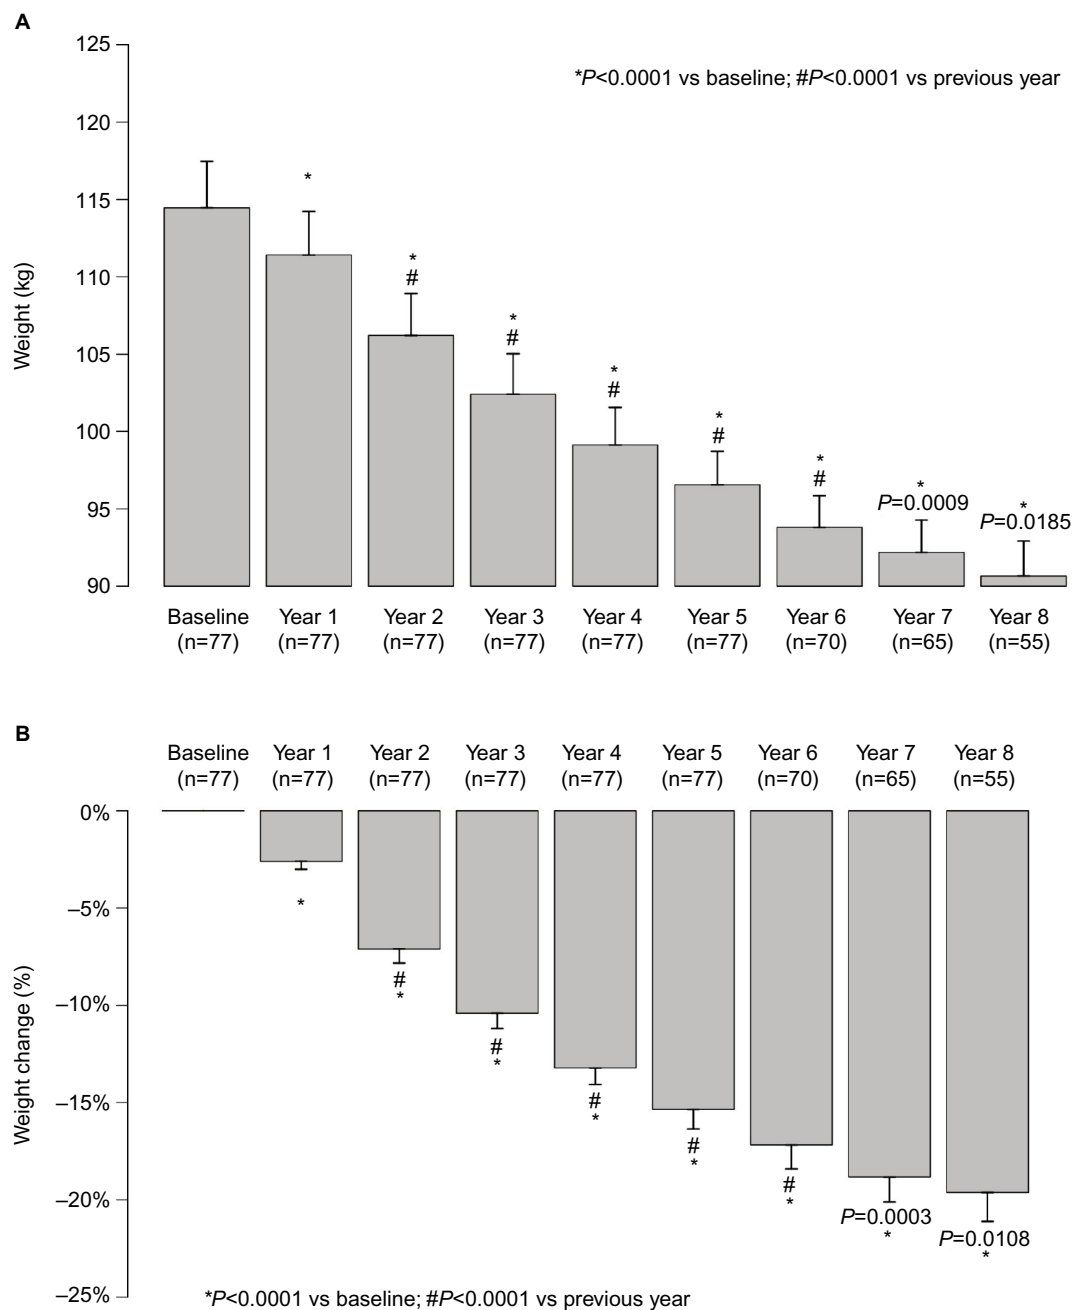 A
125
*P<0.0001 vs baseline; #P<0.0001 vs previous year
120
115
110
105
100
95
90
Weight (kg)
*
*
#
*
#
*
#
*
#
*
#
*
P=0.0009
*
P=0.0185
Baseline Year 1 Year 2 Year 3 Year 4 Year 5 Year 6 Year 7 Year 8
(n=77) (n=77) (n=77) (n=77) (n=77) (n=77) (n=70) (n=65) (n=55)
B
Baseline Year 1 Year 2 Year 3 Year 4 Year 5 Year 6 Year 7 Year 8
(n=77) (n=77) (n=77) (n=77) (n=77) (n=77) (n=70) (n=65) (n=55)
0%
–5%
–10%
–15%
–20%
–25%
Weight change (%)
*
#
*
#
*
#
*
#
*
#
*
P=0.0003
*
P=0.0108
*
*P<0.0001 vs baseline; #P<0.0001 vs previous year